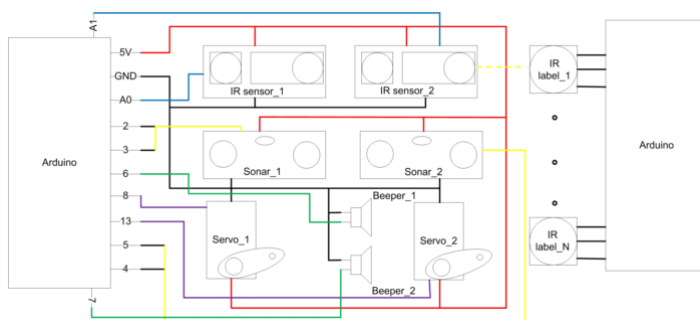 A1
5V
GND
A0
2
3
6
8
13
5
4
7
Arduino
IR sensor_1
IR sensor_2
Sonar_1
Sonar_2
Beeper_1
Servo_1
Servo_2
Beeper_2
IR
label_1
IR
label_N
Arduino